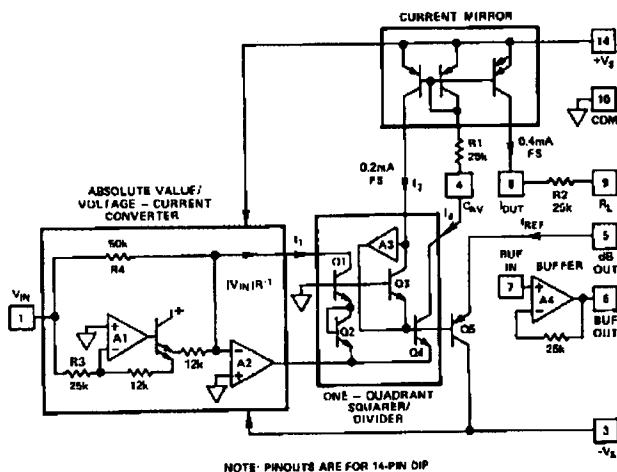 CURRENT MIRROR
14
+VS
10
COM
R1
25k
0.2mA
FS
0.4mA
FS
I3
4
CAV
I4
8
IOUT
R2
25k
9
RL
ABSOLUTE VALUE/
VOLTAGE – CURRENT
CONVERTER
IREF
5
dB
OUT
BUF
IN
7
BUFFER
A4
6
BUF
OUT
25k
I1
|VIN| R-1
R4
VIN
1
A3
Q1
Q2
Q3
Q4
Q5
A1
+
12k
R3
25k
12k
A2
ONE – QUADRANT
SQUARER/
DIVIDER
3
-VS
NOTE: PINOUTS ARE FOR 14-PIN DIP